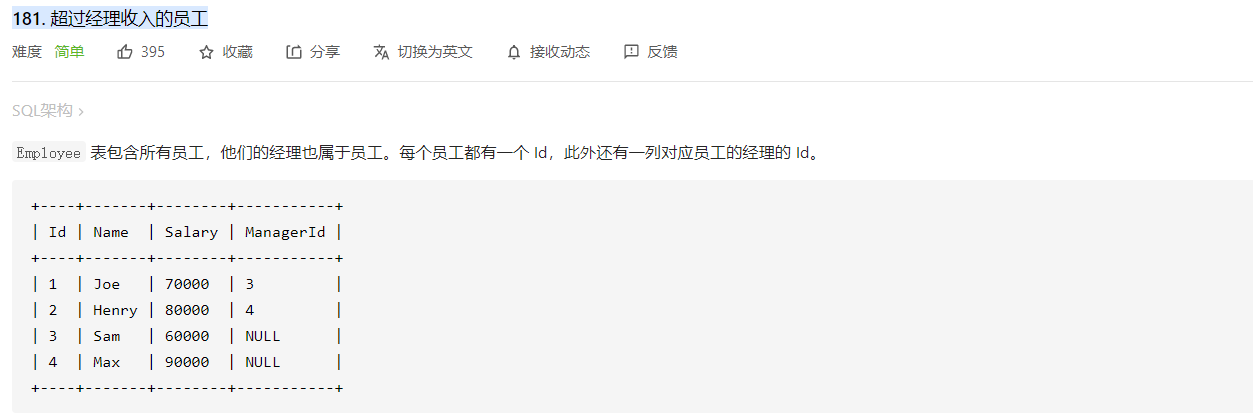 181. 超过经理收入的员工
难度 简单 395 收藏 分享 切换为英文 接收动态 反馈
SQL架构 ›
Employee 表包含所有员工，他们的经理也属于员工。每个员工都有一个 Id，此外还有一列对应员工的经理的 Id。
+----+-------+--------+-----------+
| Id | Name  | Salary | ManagerId |
+----+-------+--------+-----------+
| 1  | Joe   | 70000  | 3         |
| 2  | Henry | 80000  | 4         |
| 3  | Sam   | 60000  | NULL      |
| 4  | Max   | 90000  | NULL      |
+----+-------+--------+-----------+